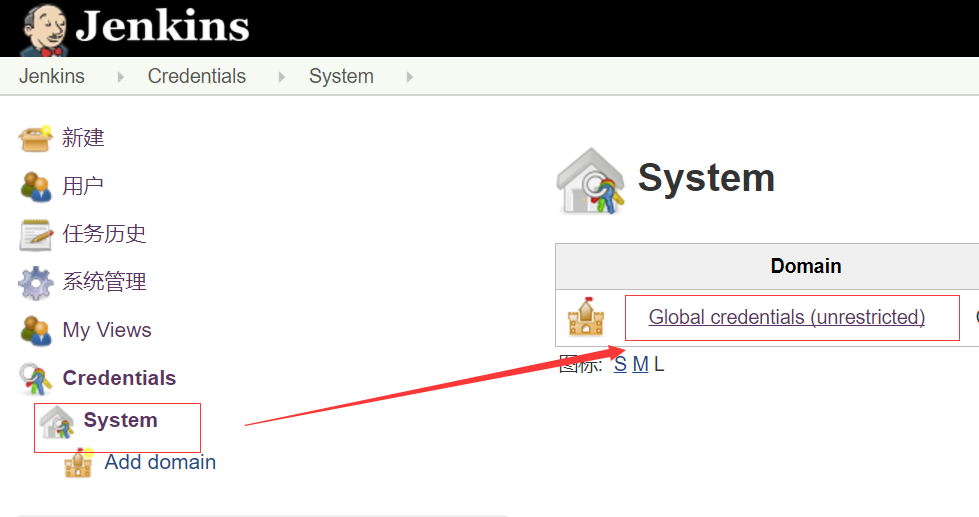 Jenkins
Jenkins Credentials System
新建
用户
任务历史
系统管理
My Views
Credentials
System
Add domain
System
Domain
Global credentials (unrestricted)
图标: S M L